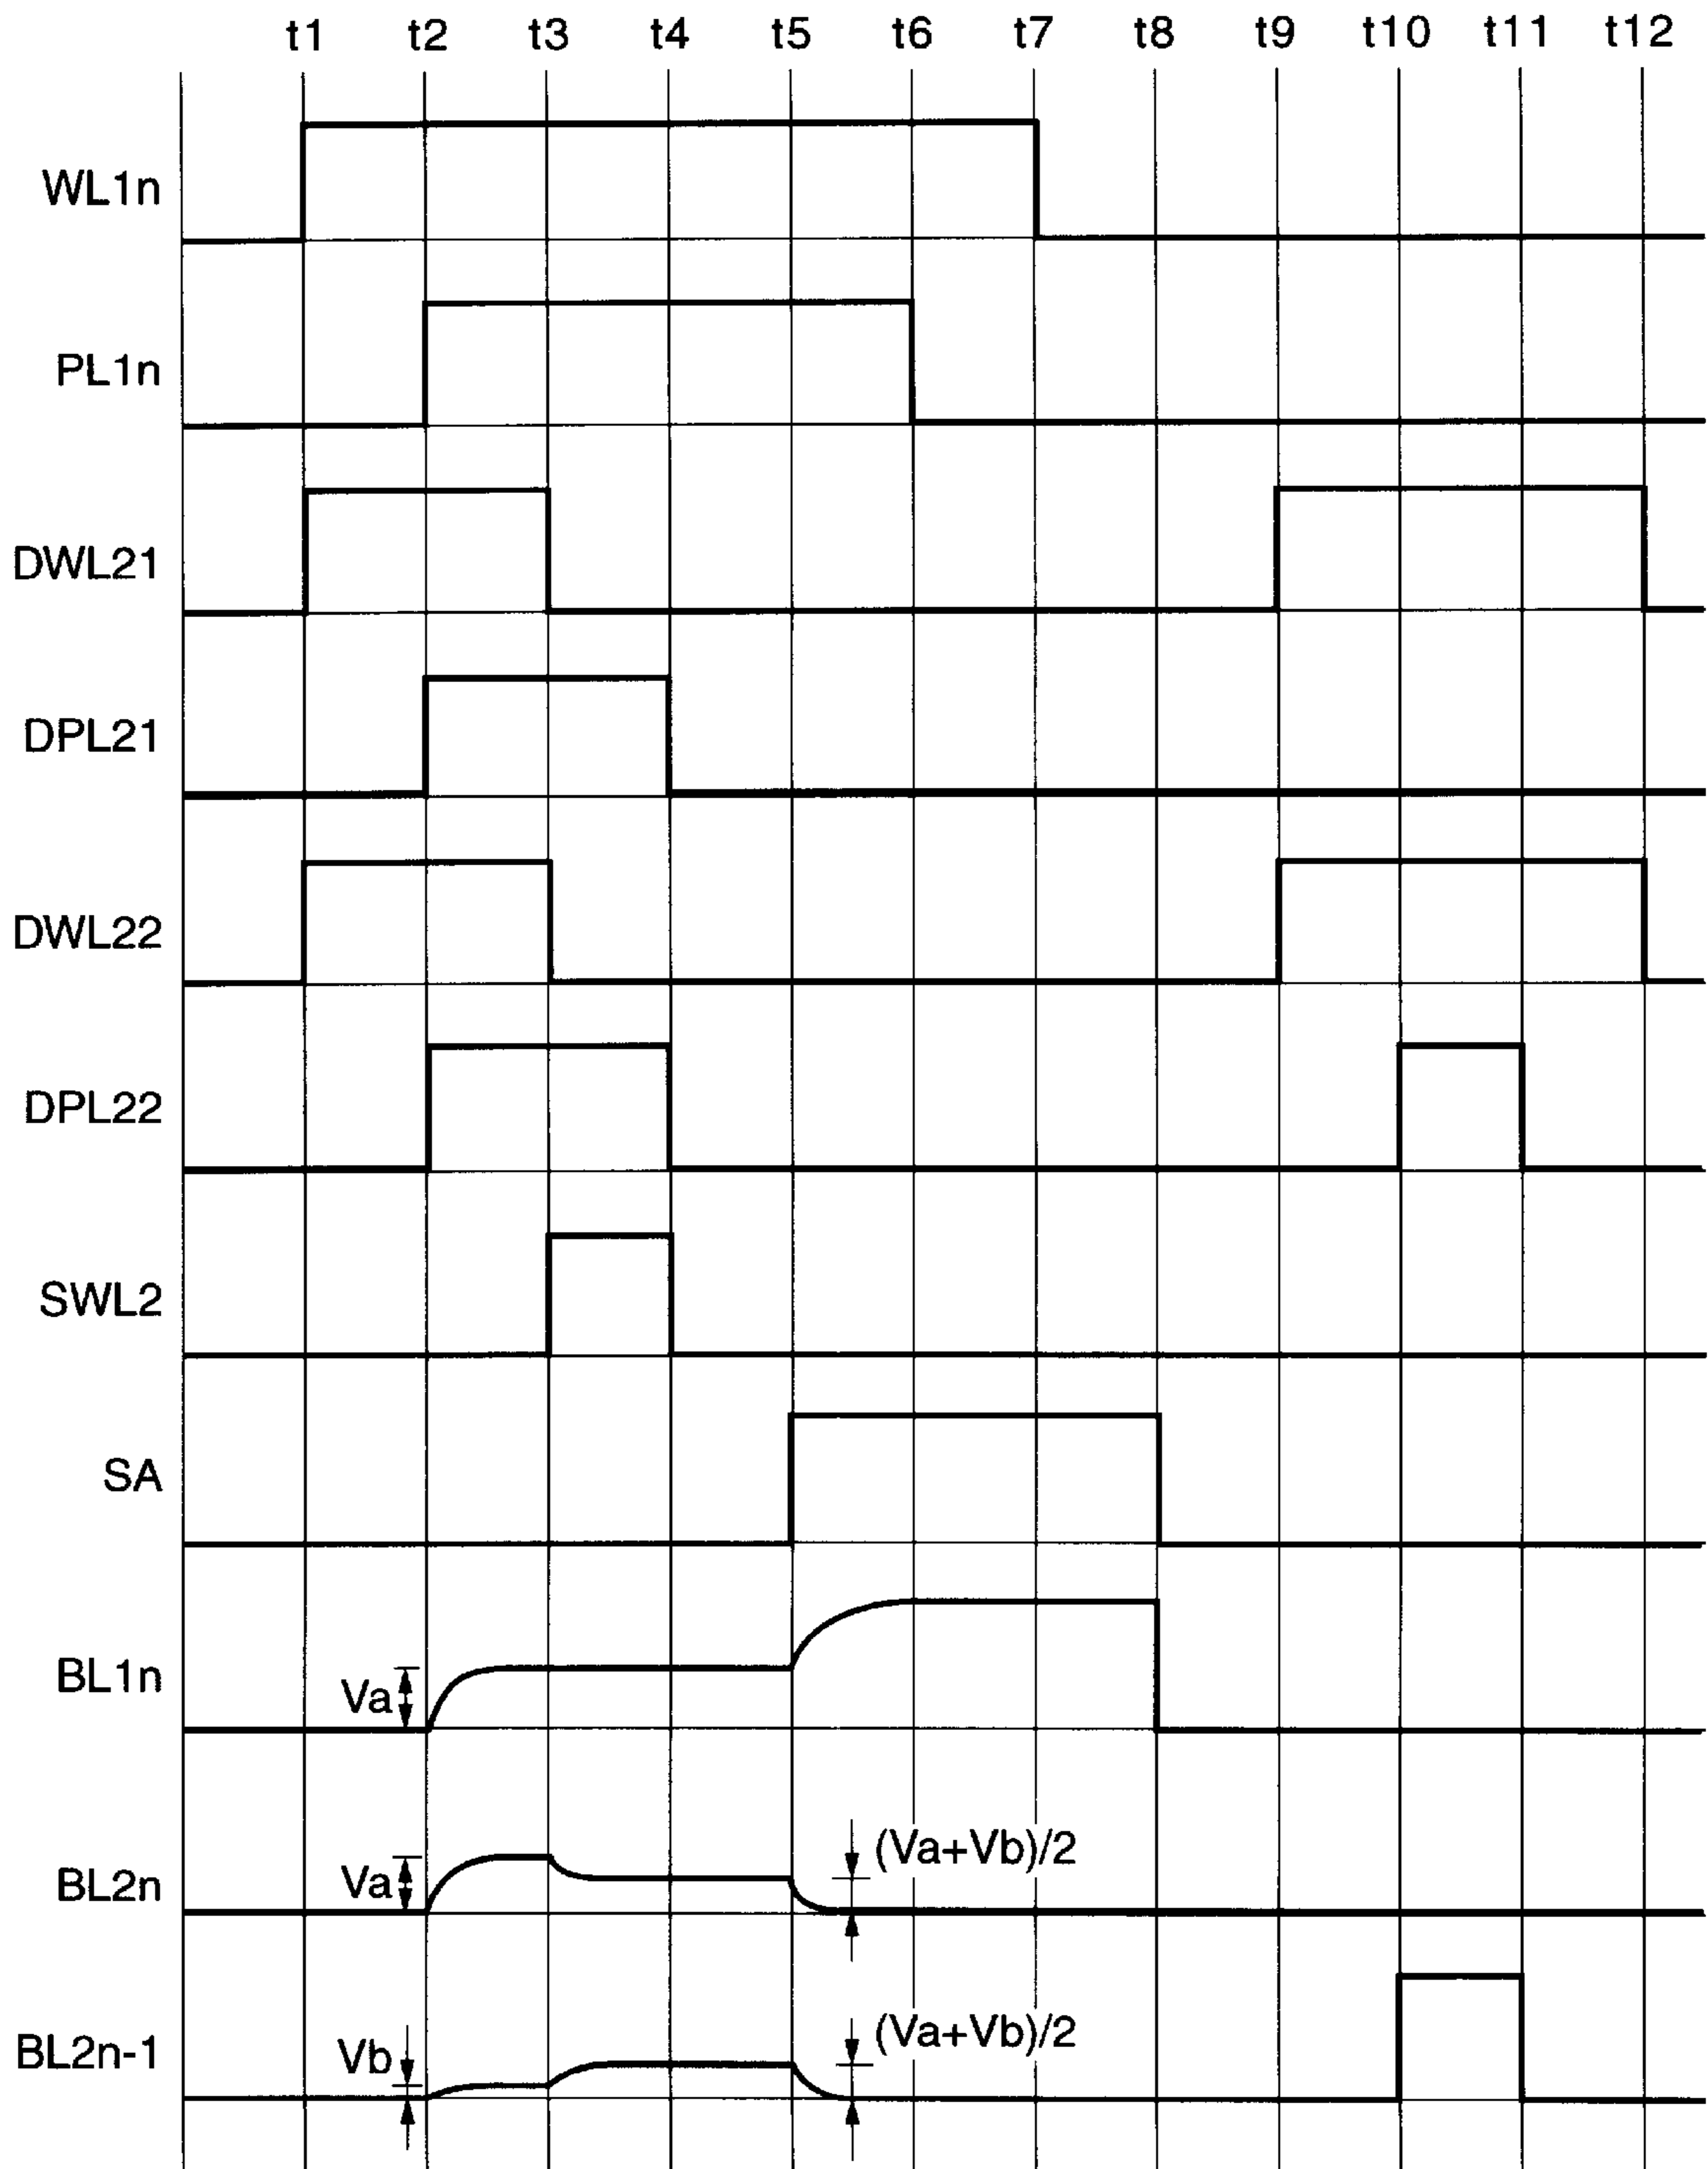 t1 t2 t3 t4 t5 t6 t7 t8 t9 t10 t11 t12
WL1n
PL1n
DWL21
DPL21
DWL22
DPL22
SWL2
SA
BL1n
Va
BL2n
Va
(Va+Vb)/2
BL2n-1
Vb
(Va+Vb)/2